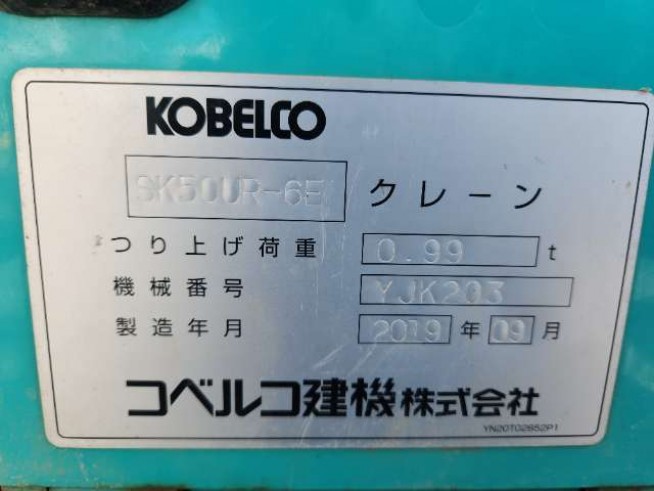 KOBELCO
SK50UR-6E クレーン
つり上げ荷重 0.99 t
機械番号 YJK203
製造年月 2019 年 09 月
コベルコ建機株式会社
YN20T02652P1